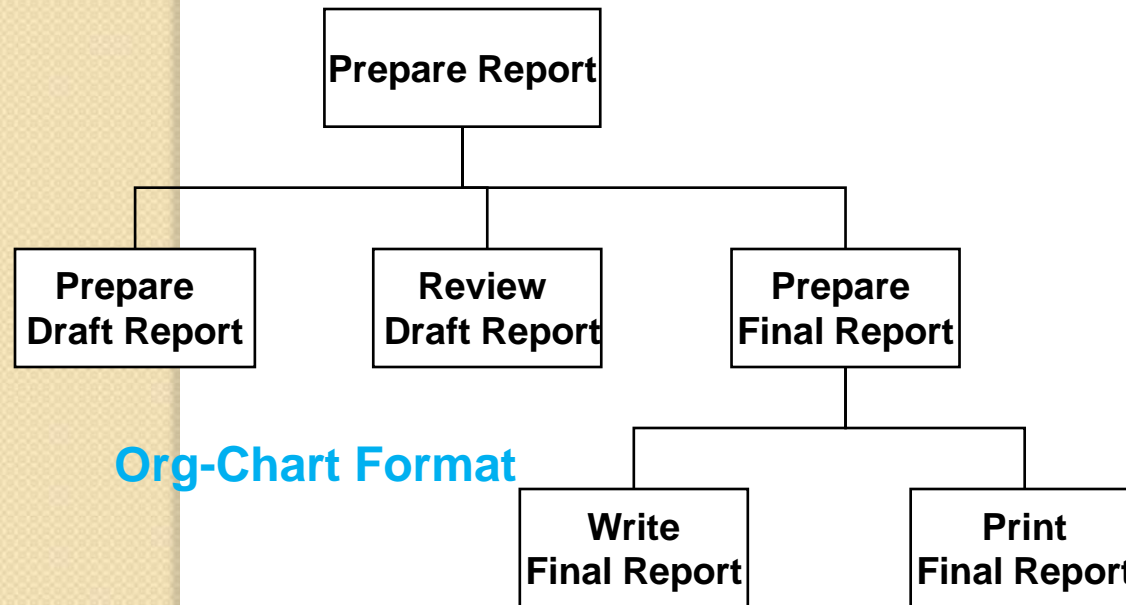 Prepare Report
Prepare
Draft Report
Review
Draft Report
Prepare
Final Report
Org-Chart Format
Write
Final Report
Print
Final Report